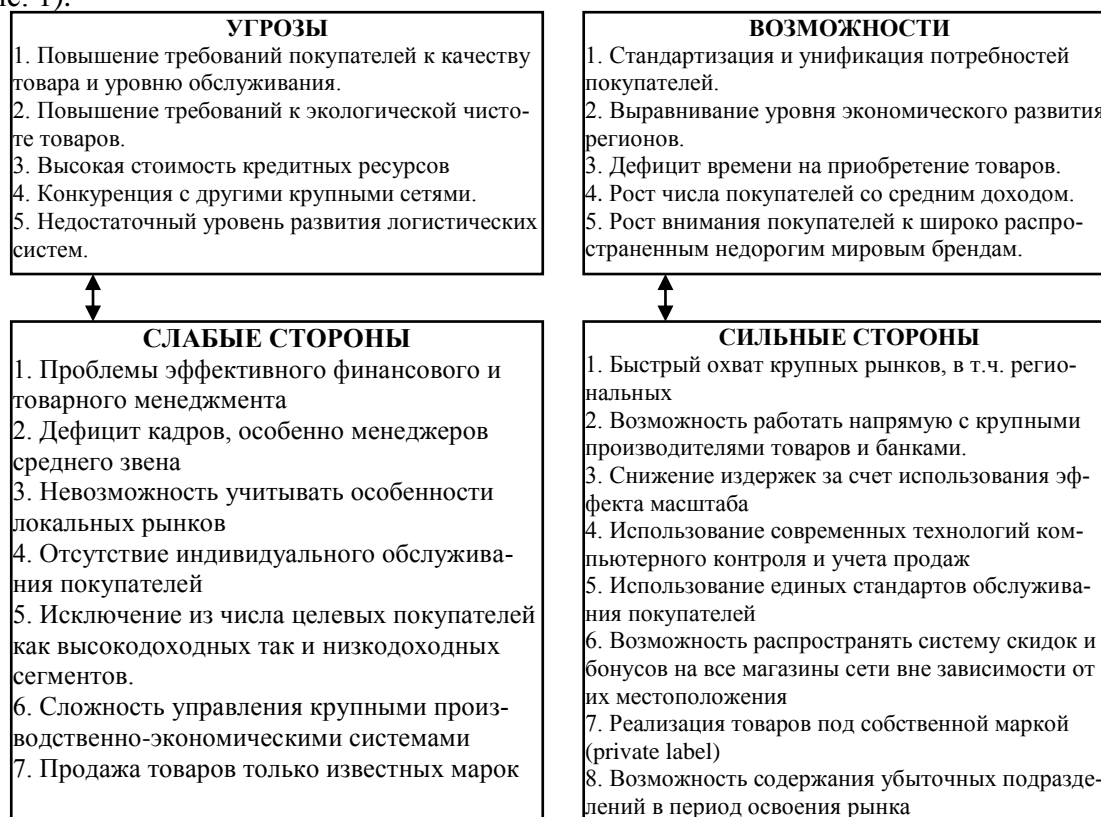 ис. 1).
УГРОЗЫ
1. Повышение требований покупателей к качеству
товара и уровню обслуживания.
2. Повышение требований к экологической чисто-
те товаров.
3. Высокая стоимость кредитных ресурсов
4. Конкуренция с другими крупными сетями.
5. Недостаточный уровень развития логистических
систем.
ВОЗМОЖНОСТИ
1. Стандартизация и унификация потребностей
покупателей.
2. Выравнивание уровня экономического развития
регионов.
3. Дефицит времени на приобретение товаров.
4. Рост числа покупателей со средним доходом.
5. Рост внимания покупателей к широко распро-
страненным недорогим мировым брендам.
СЛАБЫЕ СТОРОНЫ
1. Проблемы эффективного финансового и
товарного менеджмента
2. Дефицит кадров, особенно менеджеров
среднего звена
3. Невозможность учитывать особенности
локальных рынков
4. Отсутствие индивидуального обслужива-
ния покупателей
5. Исключение из числа целевых покупателей
как высокодоходных так и низкодоходных
сегментов.
6. Сложность управления крупными произ-
водственно-экономическими системами
7. Продажа товаров только известных марок
СИЛЬНЫЕ СТОРОНЫ
1. Быстрый охват крупных рынков, в т.ч. регио-
нальных
2. Возможность работать напрямую с крупными
производителями товаров и банками.
3. Снижение издержек за счет использования эф-
фекта масштаба
4. Использование современных технологий ком-
пьютерного контроля и учета продаж
5. Использование единых стандартов обслужива-
ния покупателей
6. Возможность распространять систему скидок и
бонусов на все магазины сети вне зависимости от
их местоположения
7. Реализация товаров под собственной маркой
(private label)
8. Возможность содержания убыточных подразде-
лений в период освоения рынка